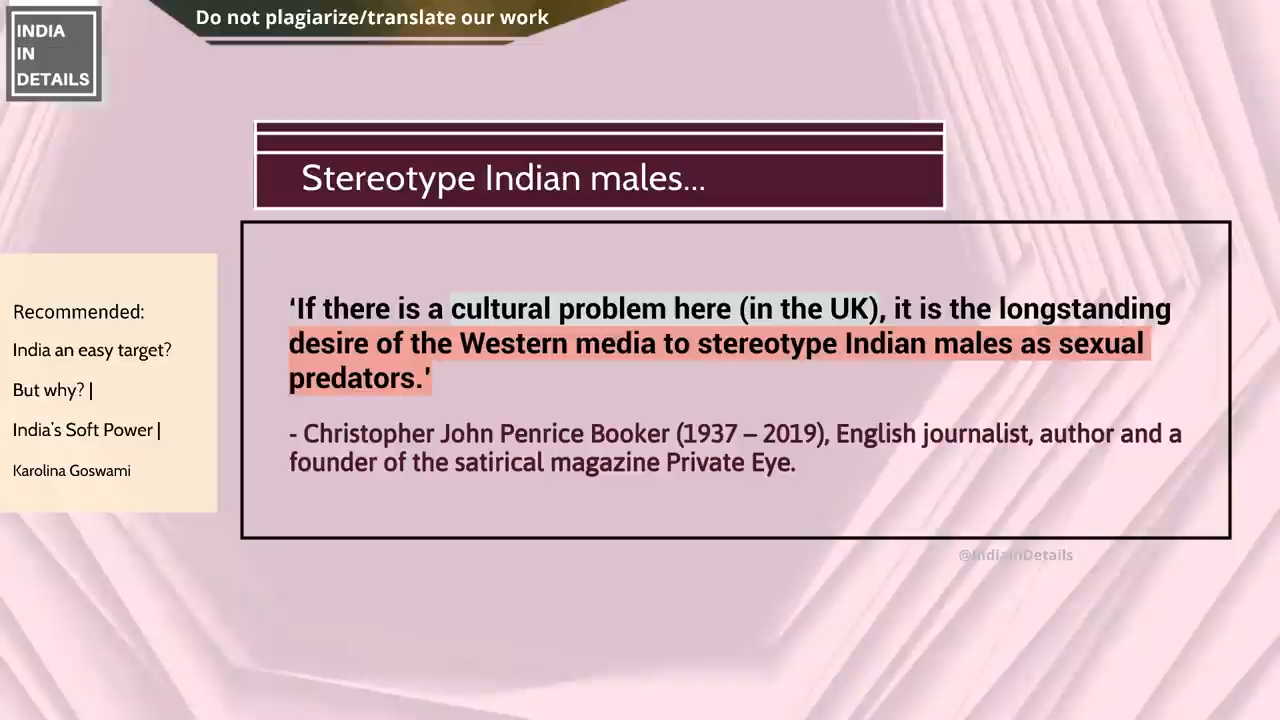 Do not plagiarize/translate our work
INDIA
IN
DETAILS
Stereotype Indian males...
‘If there is a cultural problem here (in the UK), it is the longstanding
desire of the Western media to stereotype Indian males as sexual
predators.’
- Christopher John Penrice Booker (1937 – 2019), English journalist, author and a
founder of the satirical magazine Private Eye.
Recommended:
India an easy target?
But why? |
India's Soft Power |
Karolina Goswami
@IndiaInDetails